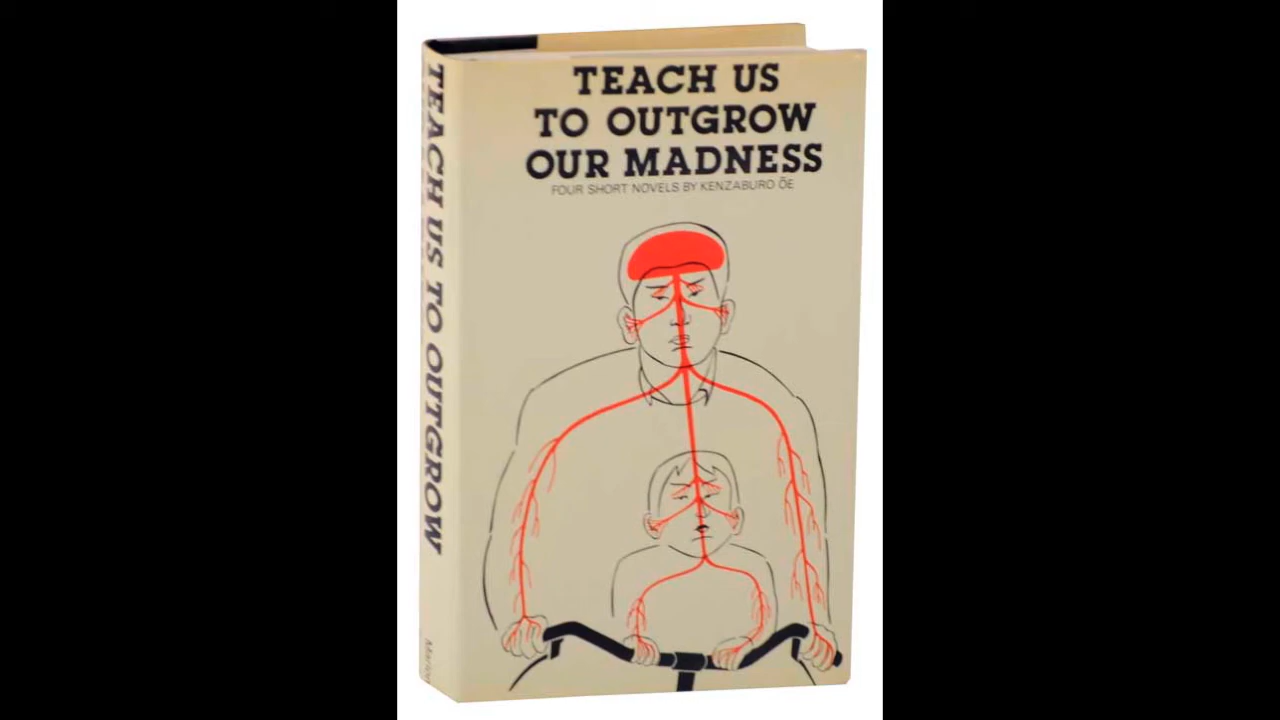 TEACH US
TO OUTGROW
OUR MADNESS
FOUR SHORT NOVELS BY KENZABURO ŌE
TEACH US TO OUTGROW